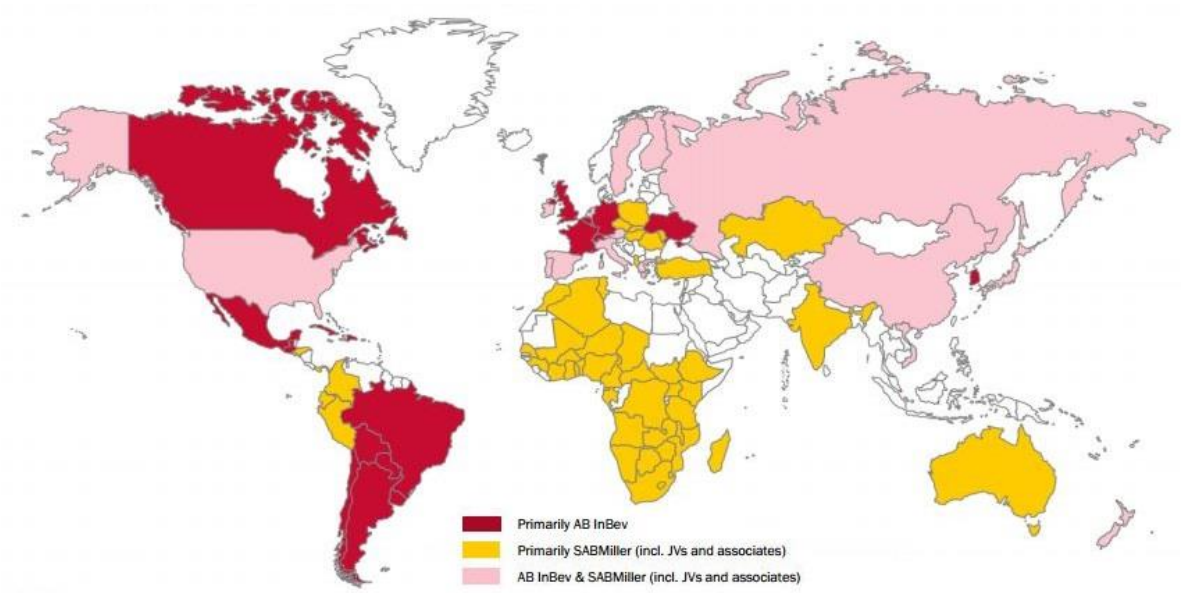 Primarily AB InBev
Primarily SABMiller (incl. JVs and associates)
AB InBev & SABMiller (incl. JVs and associates)